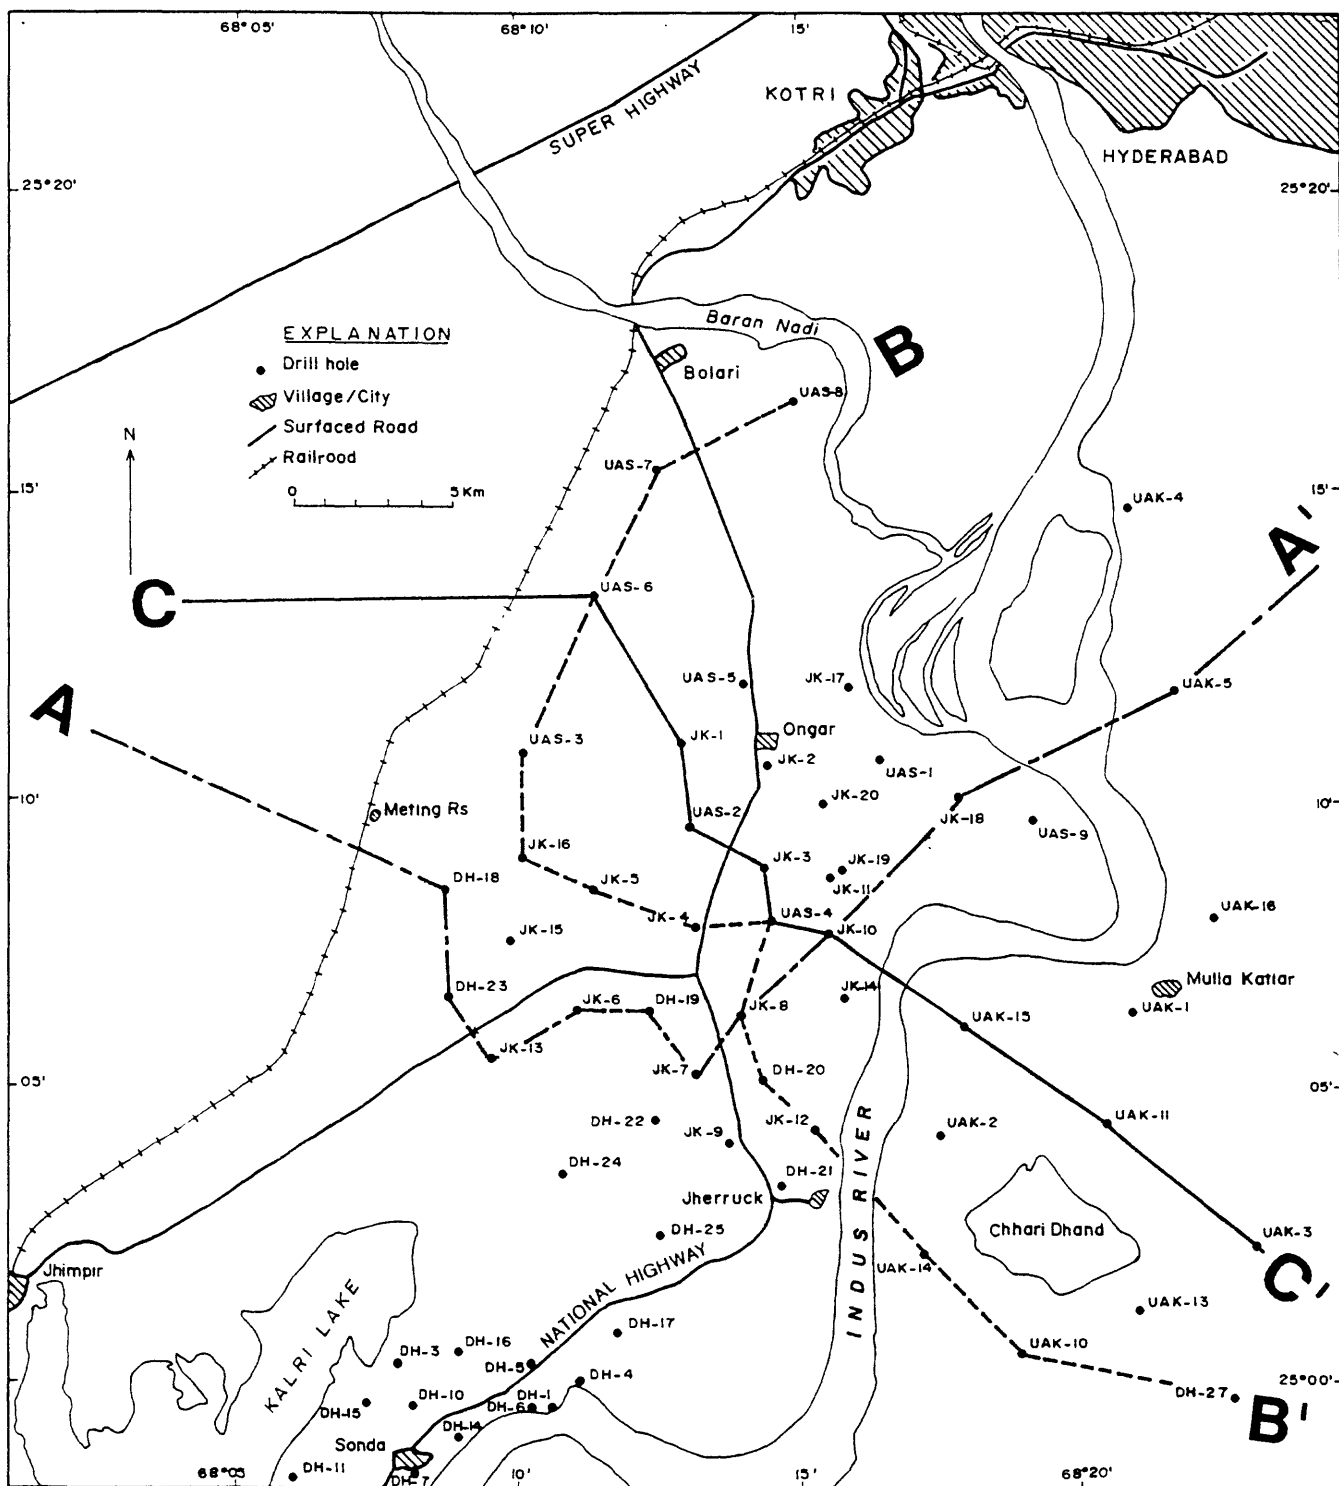 68°05' 68°10' 15'
SUPER HIGHWAY
KOTRI
HYDERABAD
25°20' 25°20'
Baran Nadi
B
EXPLANATION
Drill hole
Village/City
Surfaced Road
Railrood
N
0 5 Km
Bolari
UAS-8
UAS-7
15' 15'
UAK-4
A'
C
UAS-6
A
UAS-5
JK-17
UAK-5
Ongar
UAS-3
JK-1
JK-2
UAS-1
10' 10'
Meting Rs
UAS-2
JK-20
JK-18
UAS-9
JK-16
JK-3
JK-19
DH-18
JK-5
JK-11
JK-4
UAS-4
UAK-16
JK-15
JK-10
DH-23
JK-6
DH-19
JK-8
JK-14
Mulla Katiar
UAK-1
JK-13
UAK-15
JK-7
05' 05'
DH-20
DH-22
JK-9
JK-12
UAK-2
UAK-11
DH-24
DH-21
Jherruck
INDUS RIVER
DH-25
Chhari Dhand
UAK-3
UAK-14
C'
Jhimpir
KALRI LAKE
NATIONAL HIGHWAY
UAK-13
DH-17
DH-3
DH-16
DH-5
UAK-10
DH-4
25°00'
DH-15
DH-10
DH-1
DH-6
DH-27
B'
DH-14
Sonda
DH-11
DH-7
68°05 10' 15' 68°20'